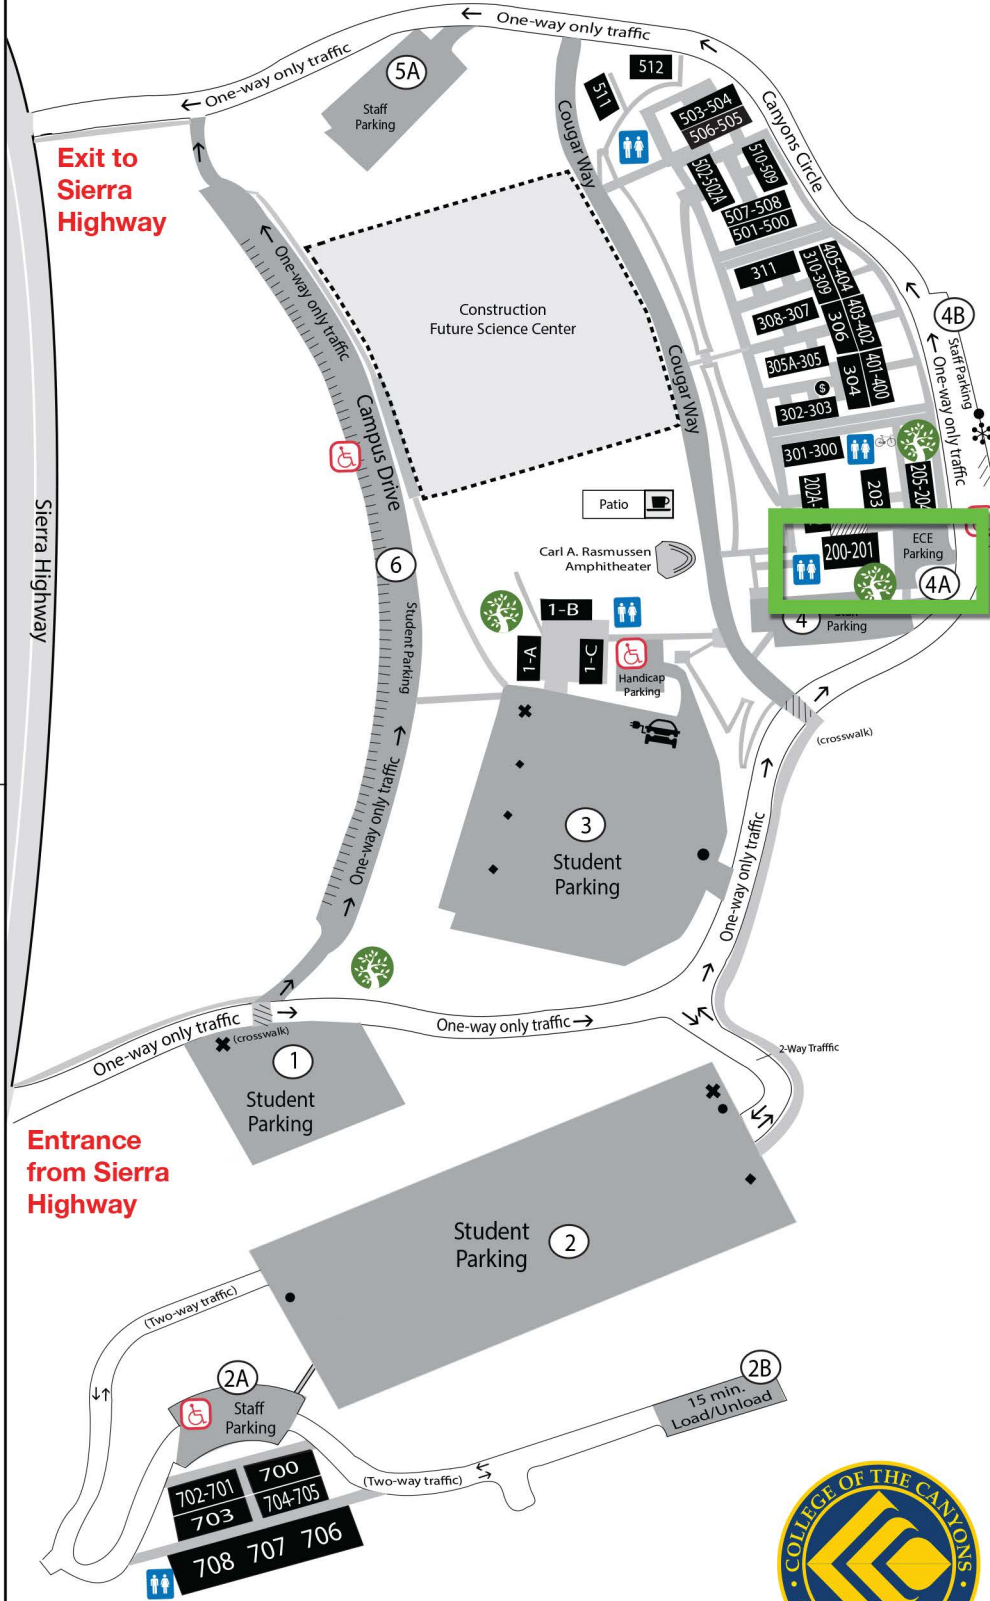 One-way only traffic
One-way only traffic
5A
Staff
Parking
Exit to
Sierra
Highway
512
511
503-504
506-505
Canyons Circle
Cougar Way
510-509
502-502A
507-508
501-500
One-way only traffic
Construction
Future Science Center
311
310-309
405-404
308-307
306
403-402
4B
Staff Parking
One-way only traffic
Cougar Way
305A-305
304
401-400
$
302-303
301-300
Campus Drive
203
Patio
Sierra Highway
200-201
ECE
Parking
4A
Carl A. Rasmussen
Amphitheater
6
Student Parking
1-B
1-A
1-C
4
Parking
Handicap
Parking
(crosswalk)
3
Student
Parking
One-way only traffic
One-way only traffic
One-way only traffic
One-way only traffic
(crosswalk)
2-Way Trafffic
1
Student
Parking
Entrance
from Sierra
Highway
Student
Parking
2
(Two-way traffic)
2A
Staff
Parking
2B
15 min.
Load/Unload
(Two-way traffic)
702-701
700
703
704-705
708 707 706
COLLEGE OF THE CANYONS